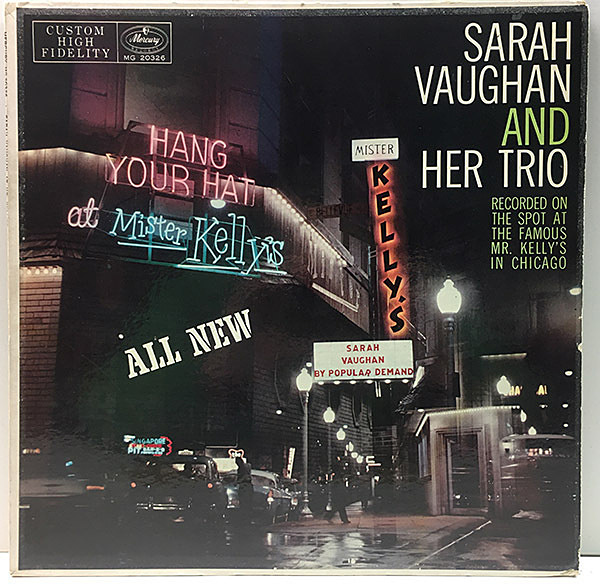 CUSTOM
HIGH
FIDELITY
Mercury
RECORDS
MG 20326
SARAH
VAUGHAN
AND
HER TRIO
RECORDED ON
THE SPOT AT
THE FAMOUS
MR. KELLY'S
IN CHICAGO
HANG
YOUR HAT
at Mister Kelly's
MISTER
KELLY'S
ALL NEW
SARAH
VAUGHAN
BY POPULAR DEMAND
SINGAPORE